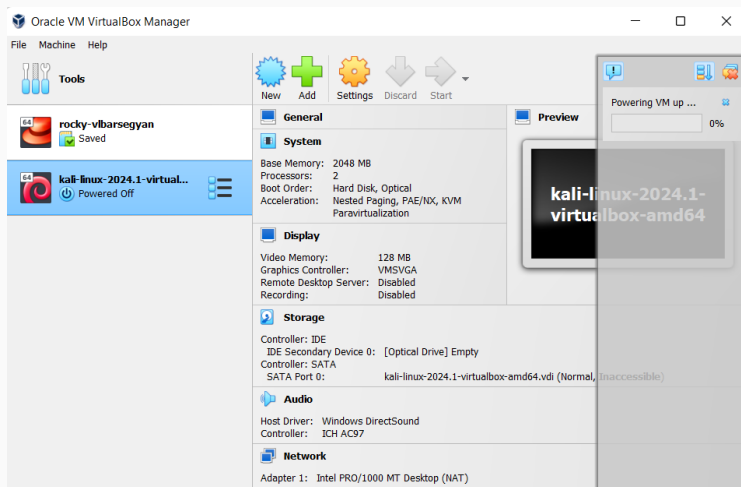 Oracle VM VirtualBox Manager
File Machine Help
Tools
New Add Settings Discard Start
64
rocky-vlbarsegyan
Saved
64
kali-linux-2024.1-virtual...
Powered Off
General
System
Base Memory: 2048 MB
Processors: 2
Boot Order: Hard Disk, Optical
Acceleration: Nested Paging, PAE/NX, KVM
Paravirtualization
Display
Video Memory: 128 MB
Graphics Controller: VMSVGA
Remote Desktop Server: Disabled
Recording: Disabled
Storage
Controller: IDE
IDE Secondary Device 0: [Optical Drive] Empty
Controller: SATA
SATA Port 0: kali-linux-2024.1-virtualbox-amd64.vdi (Normal, Inaccessible)
Audio
Host Driver: Windows DirectSound
Controller: ICH AC97
Network
Adapter 1: Intel PRO/1000 MT Desktop (NAT)
Preview
kali-linux-2024.1-
virtualbox-amd64
Powering VM up ...
0%